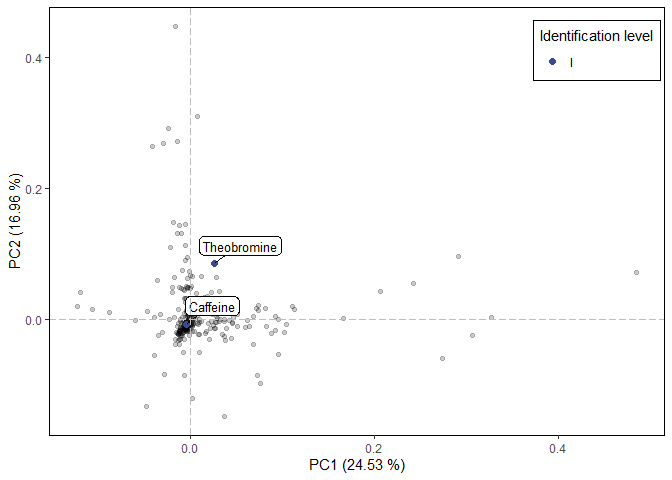 Identification level
I
0.4
0.2
0.0
PC2 (16.96 %)
Theobromine
Caffeine
0.0
0.2
0.4
PC1 (24.53 %)